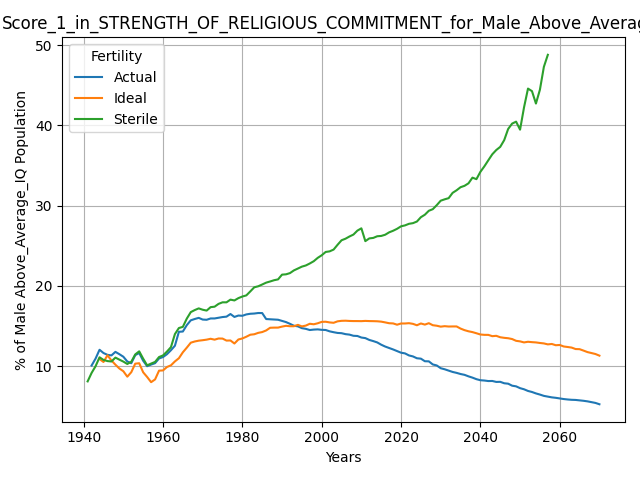 Score_1_in_STRENGTH_OF_RELIGIOUS_COMMITMENT_for_Male_Above_Averag
% of Male Above_Average_IQ Population
50
40
30
20
10
Fertility
Actual
Ideal
Sterile
1940 1960 1980 2000 2020 2040 2060
Years